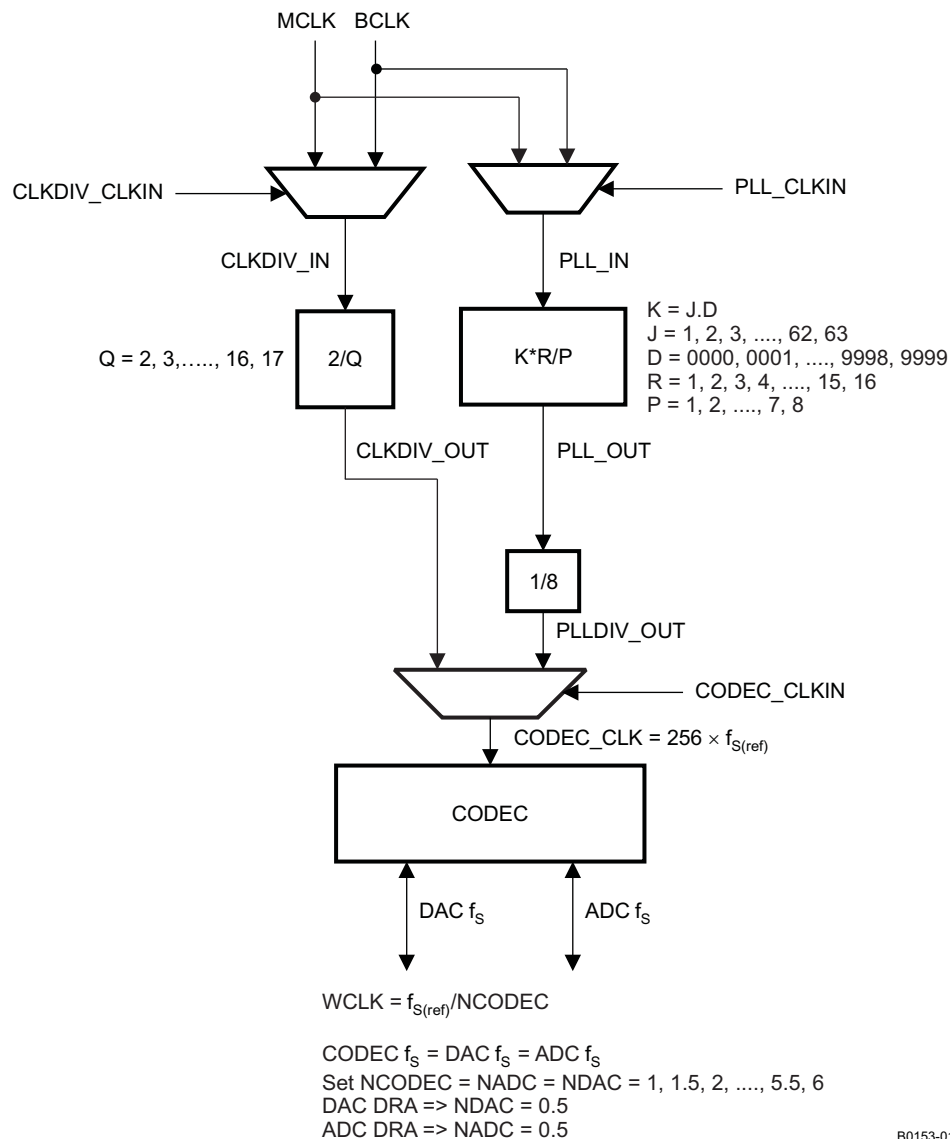 MCLK BCLK
CLKDIV_CLKIN
PLL_CLKIN
CLKDIV_IN
PLL_IN
Q = 2, 3,....., 16, 17
2/Q
K*R/P
K = J.D
J = 1, 2, 3, ...., 62, 63
D = 0000, 0001, ...., 9998, 9999
R = 1, 2, 3, 4, ...., 15, 16
P = 1, 2, ...., 7, 8
CLKDIV_OUT
PLL_OUT
1/8
PLLDIV_OUT
CODEC_CLKIN
CODEC_CLK = 256 × fS(ref)
CODEC
DAC fS
ADC fS
WCLK = fS(ref)/NCODEC
CODEC fS = DAC fS = ADC fS
Set NCODEC = NADC = NDAC = 1, 1.5, 2, ...., 5.5, 6
DAC DRA => NDAC = 0.5
ADC DRA => NADC = 0.5